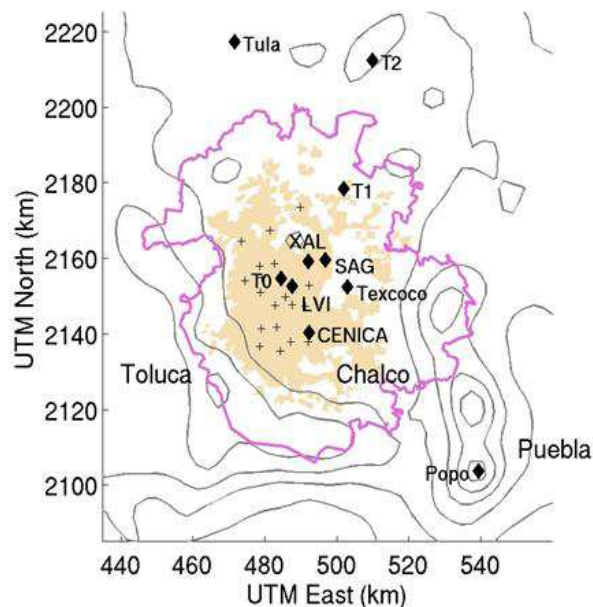 2220
Tula
T2
2200
2180
T1
XAL
2160
SAG
T0
Texcoco
LVI
2140
CENICA
Toluca
Chalco
2120
Puebla
Popo
2100
440 460 480 500 520 540
UTM East (km)
UTM North (km)